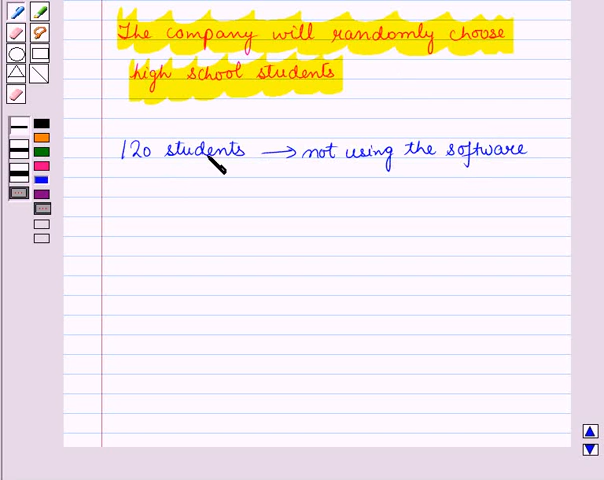 The company will randomly choose
high school students
120 students → not using the software